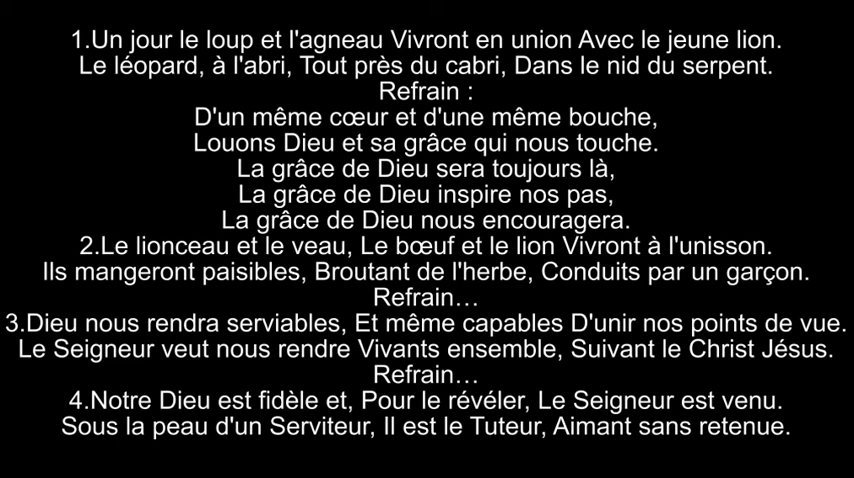 1.Un jour le loup et l'agneau Vivront en union Avec le jeune lion.
Le léopard, à l'abri, Tout près du cabri, Dans le nid du serpent.
Refrain :
D'un même cœur et d'une même bouche,
Louons Dieu et sa grâce qui nous touche.
La grâce de Dieu sera toujours là,
La grâce de Dieu inspire nos pas,
La grâce de Dieu nous encouragera.
2.Le lionceau et le veau, Le bœuf et le lion Vivront à l'unisson.
Ils mangeront paisibles, Broutant de l'herbe, Conduits par un garçon.
Refrain…
3.Dieu nous rendra serviables, Et même capables D'unir nos points de vue.
Le Seigneur veut nous rendre Vivants ensemble, Suivant le Christ Jésus.
Refrain…
4.Notre Dieu est fidèle et, Pour le révéler, Le Seigneur est venu.
Sous la peau d'un Serviteur, Il est le Tuteur, Aimant sans retenue.